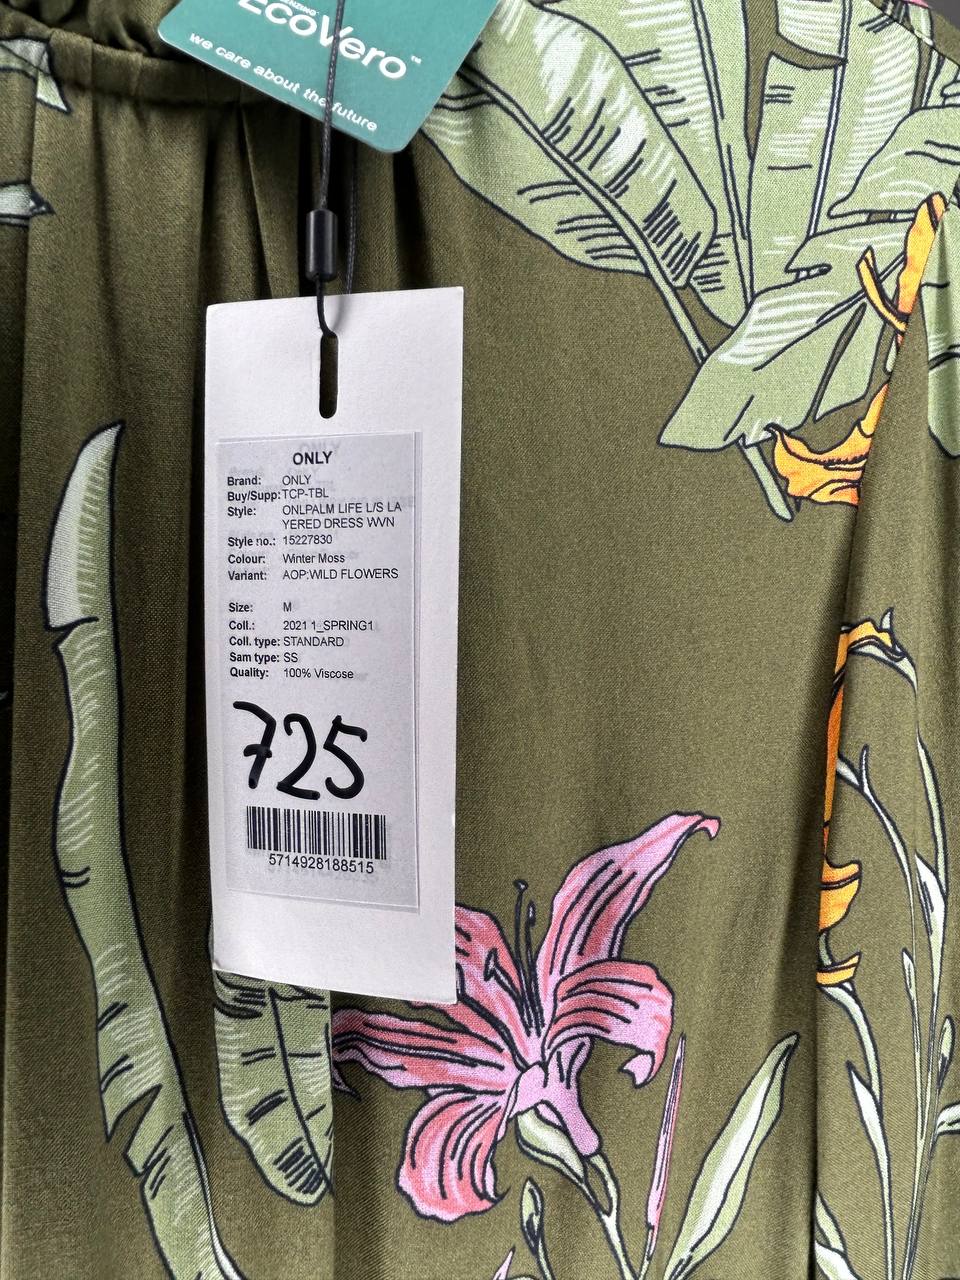 LENZING™
EcoVero™
we care about the future
ONLY
Brand: ONLY
Buy/Supp: TCP-TBL
Style: ONLPALM LIFE L/S LA
YERED DRESS WVN
Style no.: 15227830
Colour: Winter Moss
Variant: AOP:WILD FLOWERS
Size: M
Coll.: 2021 1_SPRING1
Coll. type: STANDARD
Sam type: SS
Quality: 100% Viscose
725
5714928188515